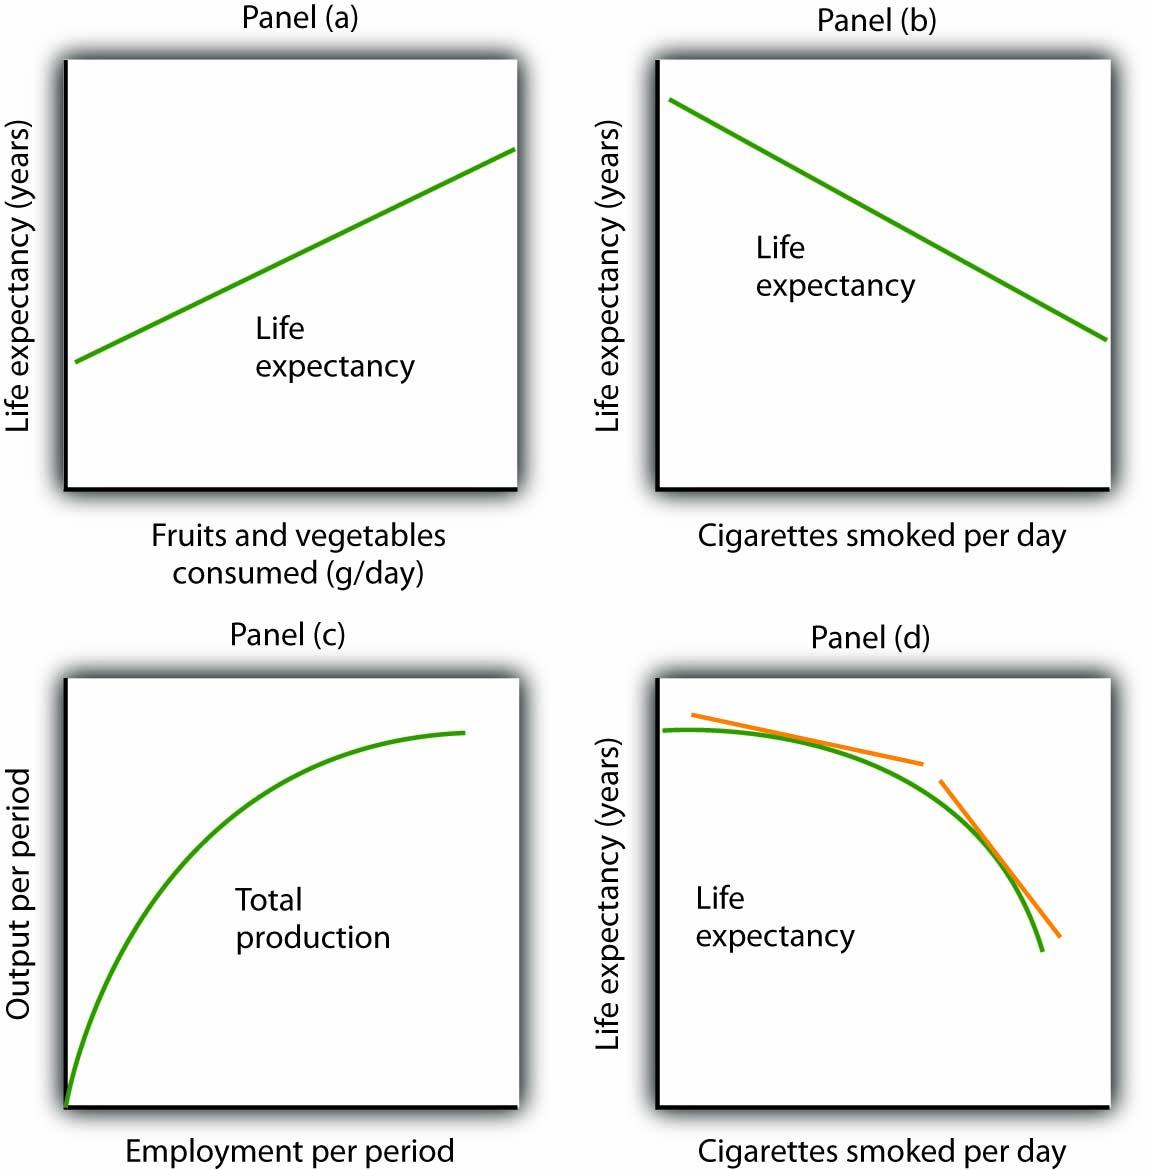 Panel (a)
Life expectancy (years)
Life
expectancy
Fruits and vegetables
consumed (g/day)
Panel (b)
Life expectancy (years)
Life
expectancy
Cigarettes smoked per day
Panel (c)
Output per period
Total
production
Employment per period
Panel (d)
Life expectancy (years)
Life
expectancy
Cigarettes smoked per day